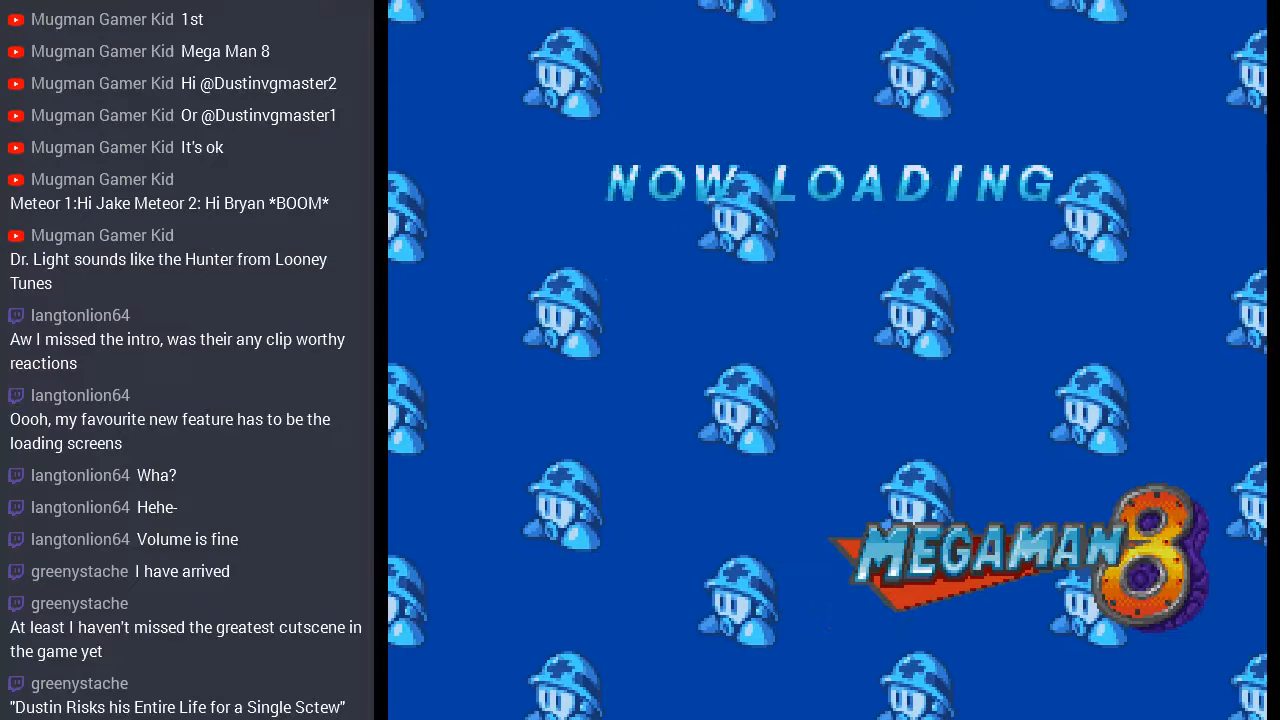 Mugman Gamer Kid 1st
Mugman Gamer Kid Mega Man 8
Mugman Gamer Kid Hi @Dustinvgmaster2
Mugman Gamer Kid Or @Dustinvgmaster1
Mugman Gamer Kid It's ok
Mugman Gamer Kid
Meteor 1:Hi Jake Meteor 2: Hi Bryan *BOOM*
Mugman Gamer Kid
Dr. Light sounds like the Hunter from Looney
Tunes
langtonlion64
Aw I missed the intro, was their any clip worthy
reactions
langtonlion64
Oooh, my favourite new feature has to be the
loading screens
langtonlion64 Wha?
langtonlion64 Hehe-
langtonlion64 Volume is fine
greenystache I have arrived
greenystache
At least I haven't missed the greatest cutscene in
the game yet
greenystache
"Dustin Risks his Entire Life for a Single Sctew"
NOW LOADING
MEGAMAN 8